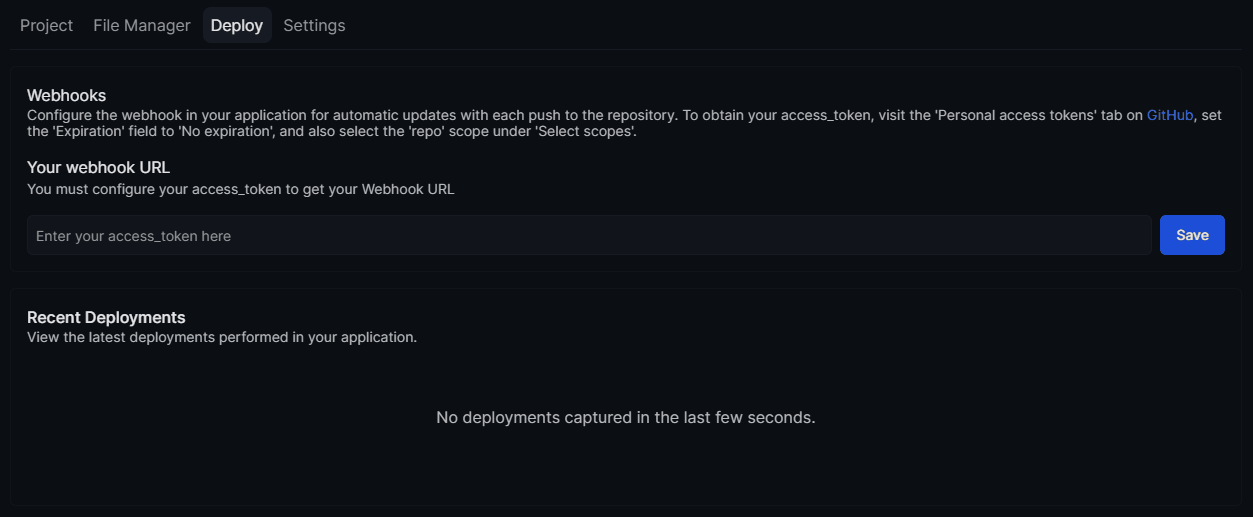 Project File Manager Deploy Settings
Webhooks
Configure the webhook in your application for automatic updates with each push to the repository. To obtain your access_token, visit the 'Personal access tokens' tab on GitHub, set
the 'Expiration' field to 'No expiration', and also select the 'repo' scope under 'Select scopes'.
Your webhook URL
You must configure your access_token to get your Webhook URL
Enter your access_token here Save
Recent Deployments
View the latest deployments performed in your application.
No deployments captured in the last few seconds.